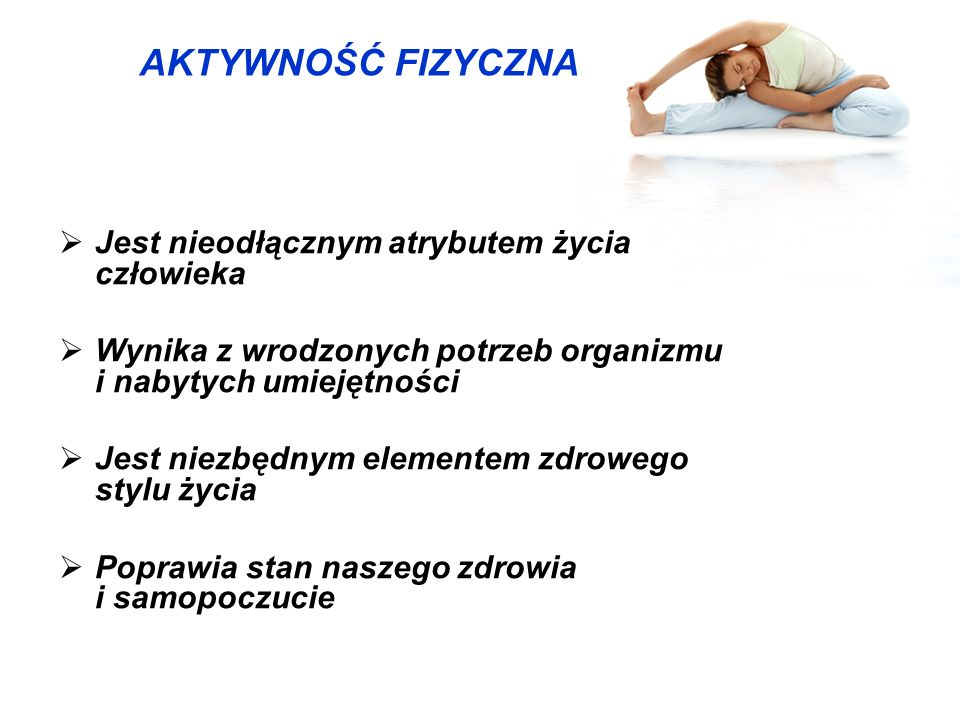 AKTYWNOŚĆ FIZYCZNA
➢ Jest nieodłącznym atrybutem życia
człowieka
➢ Wynika z wrodzonych potrzeb organizmu
i nabytych umiejętności
➢ Jest niezbędnym elementem zdrowego
stylu życia
➢ Poprawia stan naszego zdrowia
i samopoczucie